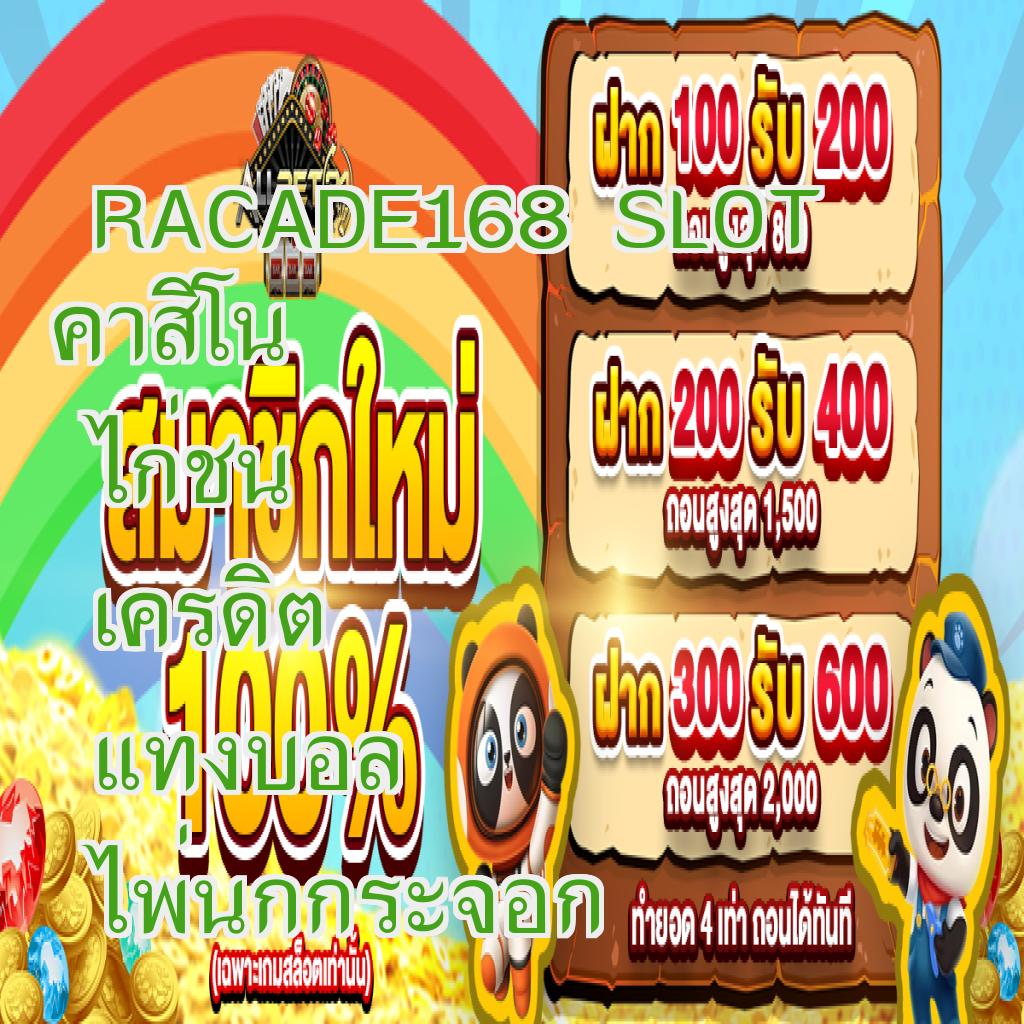 RACADE168 SLOT
คาสิโน
ไก่ชน
เครดิต
แทงบอล
ไพ่นกกระจอก
สมาชิกใหม่
100%
(เฉพาะเกมสล็อตเท่านั้น)
ฝาก 100 รับ 200
ฝาก 200 รับ 400
ถอนสูงสุด 1,500
ฝาก 300 รับ 600
ถอนสูงสุด 2,000
ทำยอด 4 เท่า ถอนได้ทันที